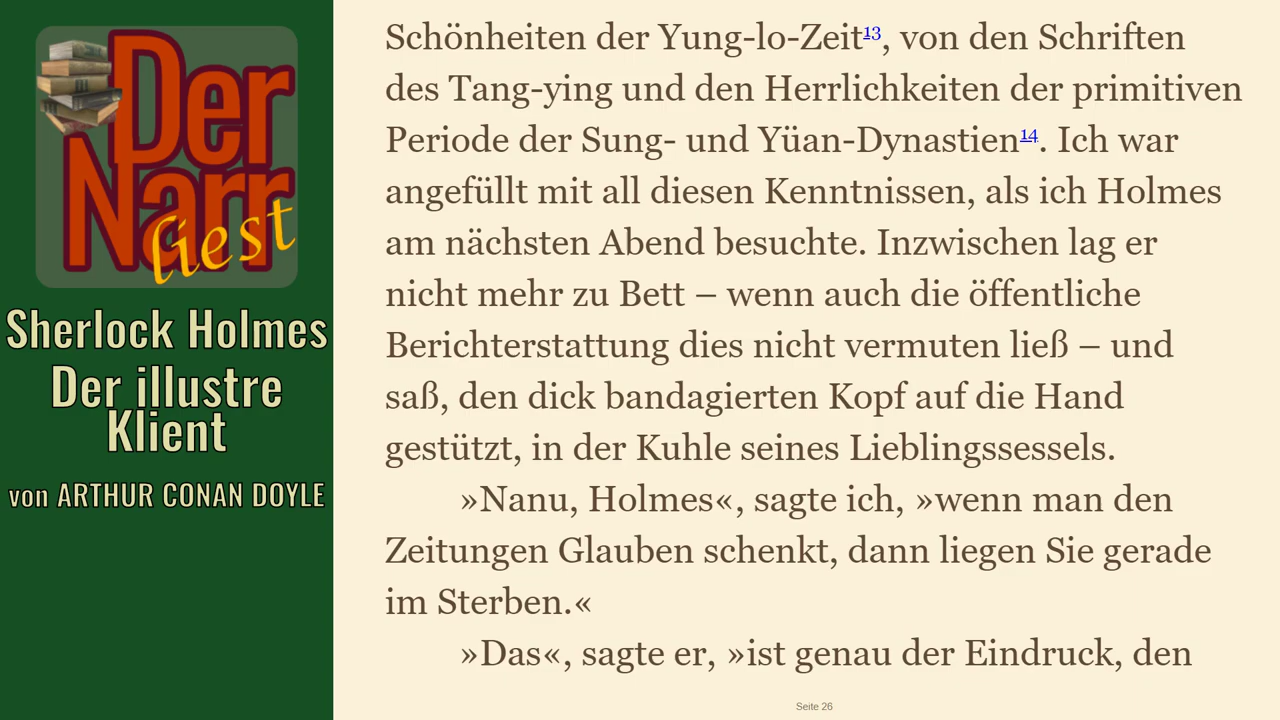 Der
Narr
liest
Sherlock Holmes
Der illustre
Klient
von ARTHUR CONAN DOYLE
Schönheiten der Yung-lo-Zeit13, von den Schriften
des Tang-ying und den Herrlichkeiten der primitiven
Periode der Sung- und Yüan-Dynastien14. Ich war
angefüllt mit all diesen Kenntnissen, als ich Holmes
am nächsten Abend besuchte. Inzwischen lag er
nicht mehr zu Bett – wenn auch die öffentliche
Berichterstattung dies nicht vermuten ließ – und
saß, den dick bandagierten Kopf auf die Hand
gestützt, in der Kuhle seines Lieblingssessels.
»Nanu, Holmes«, sagte ich, »wenn man den
Zeitungen Glauben schenkt, dann liegen Sie gerade
im Sterben.«
»Das«, sagte er, »ist genau der Eindruck, den
Seite 26